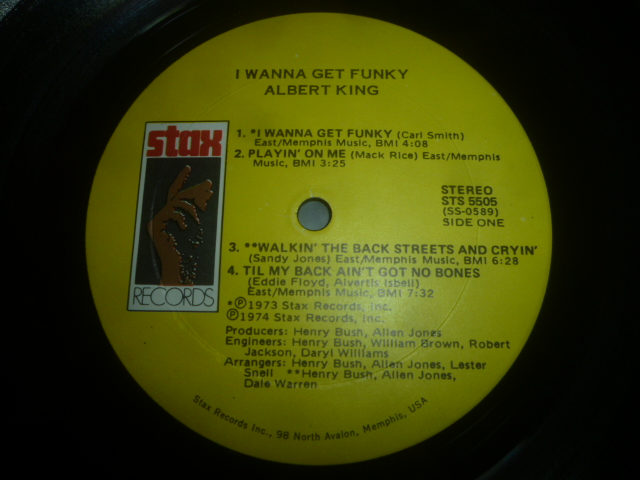 I WANNA GET FUNKY
ALBERT KING
stax
RECORDS
1. *I WANNA GET FUNKY (Carl Smith)
East/Memphis Music, BMI 4:08
2. PLAYIN' ON ME (Mack Rice) East/Memphis
Music, BMI 3:25
STEREO
STS 5505
(SS-0589)
SIDE ONE
3. **WALKIN' THE BACK STREETS AND CRYIN'
(Sandy Jones) East/Memphis Music, BMI 6:28
4. TIL MY BACK AIN'T GOT NO BONES
(Eddie Floyd, Alvertis Isbell)
East/Memphis Music, BMI 7:32
*Ⓟ1973 Stax Records, Inc.
Ⓟ1974 Stax Records, Inc.
Producers: Henry Bush, Allen Jones
Engineers: Henry Bush, William Brown, Robert
Jackson, Daryl Williams
Arrangers: Henry Bush, Allen Jones, Lester
Snell **Henry Bush, Allen Jones,
Dale Warren
Stax Records Inc., 98 North Avalon, Memphis, USA